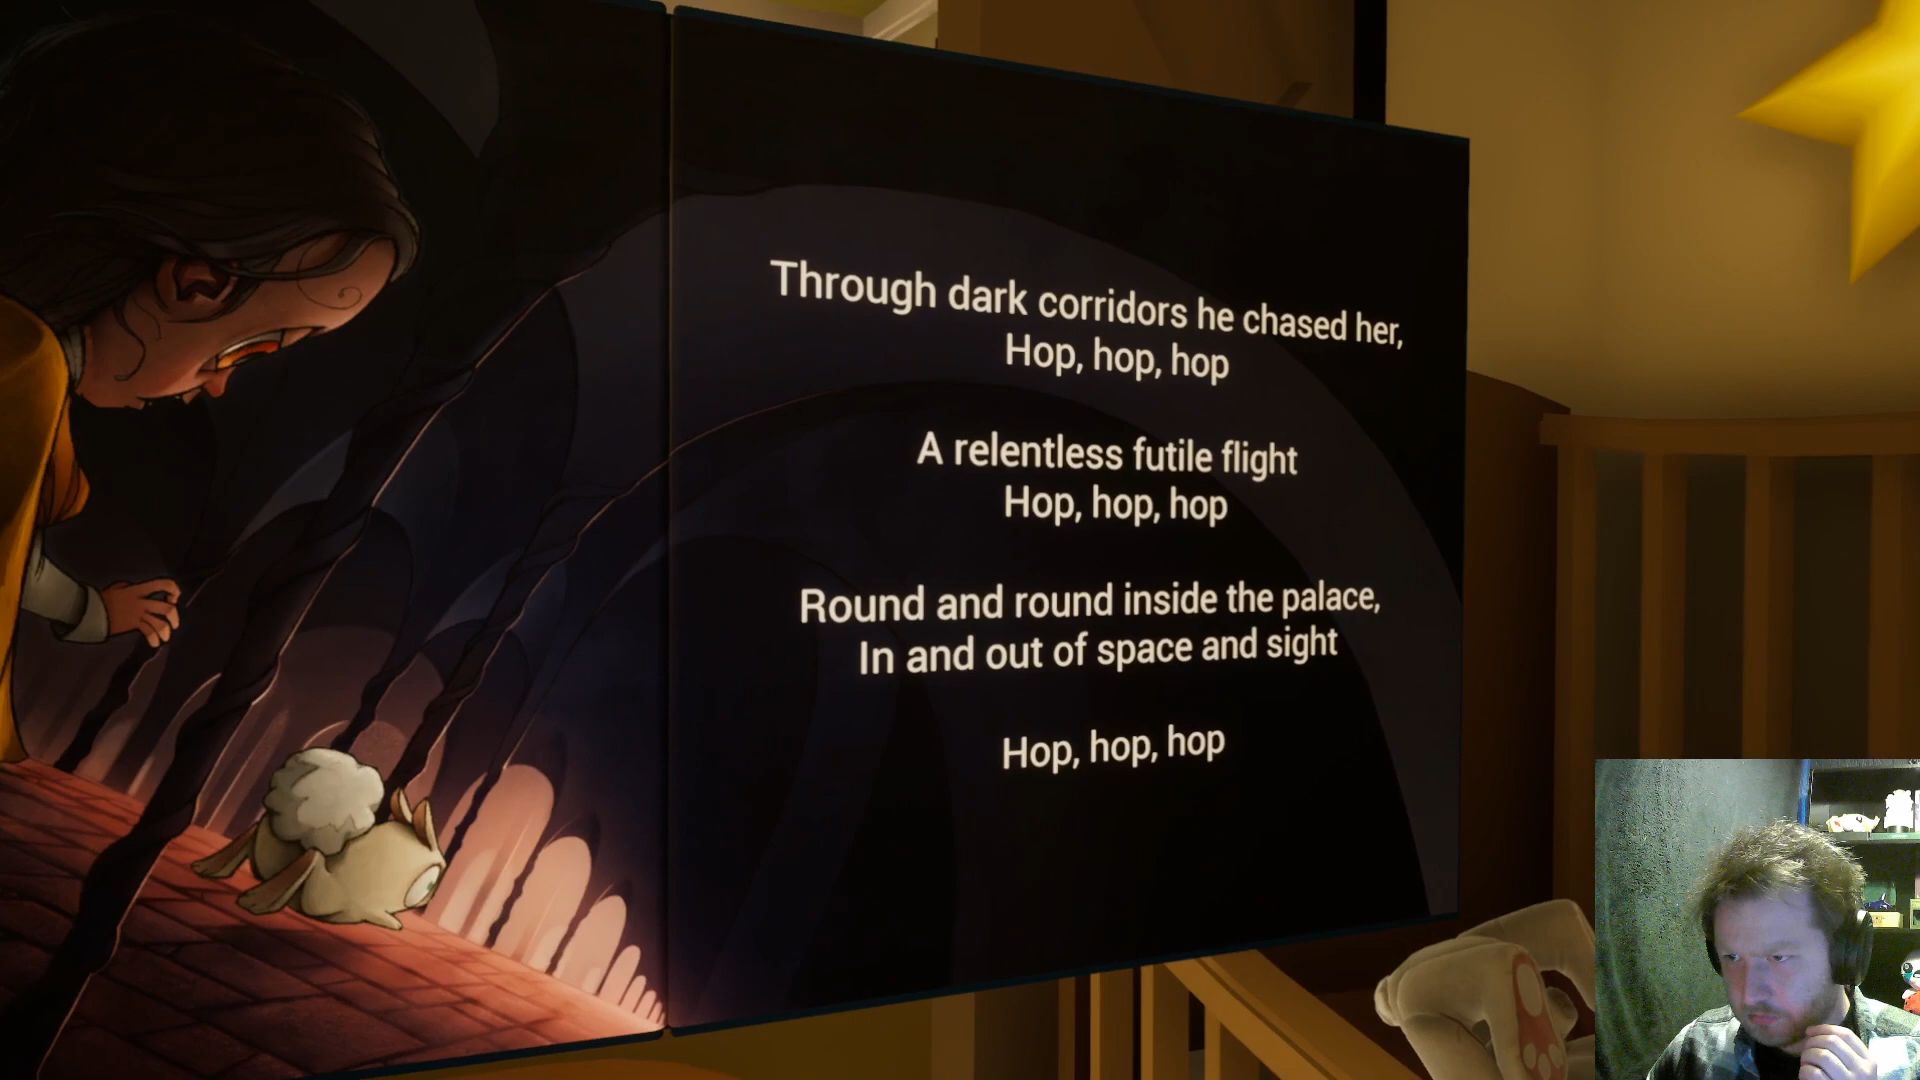 Through dark corridors he chased her,
Hop, hop, hop
A relentless futile flight
Hop, hop, hop
Round and round inside the palace,
In and out of space and sight
Hop, hop, hop